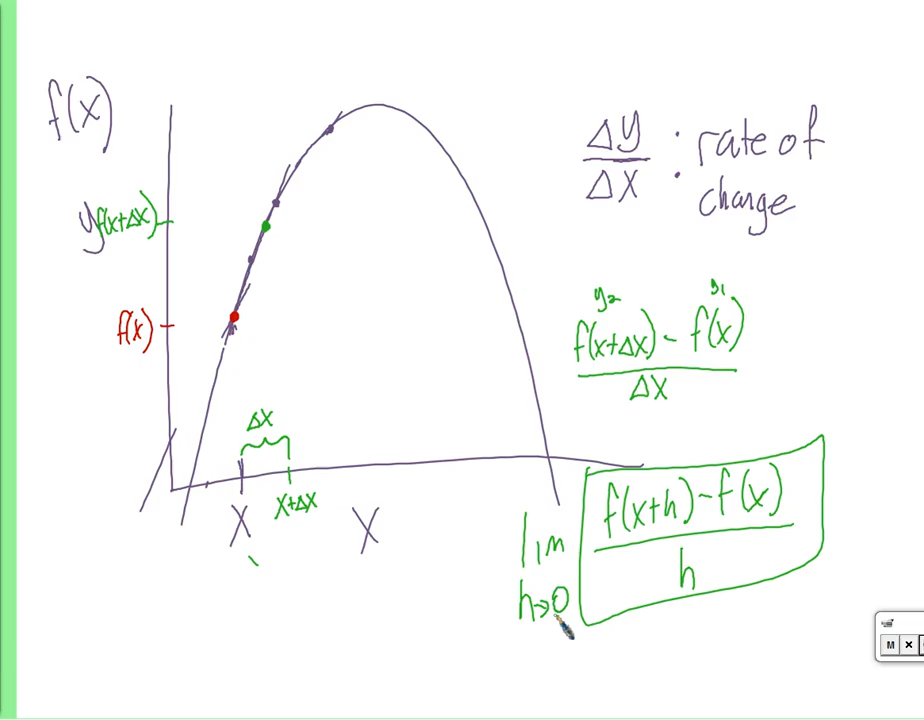 f(x)
Δy
ΔX
: rate of
change
y
f(x+Δx)
y₂ y₁
f(x+Δx) - f(x)
ΔX
f(x)
ΔX
X
X+ΔX
X
lim
h→0
f(x+h) - f(x)
h
M ×